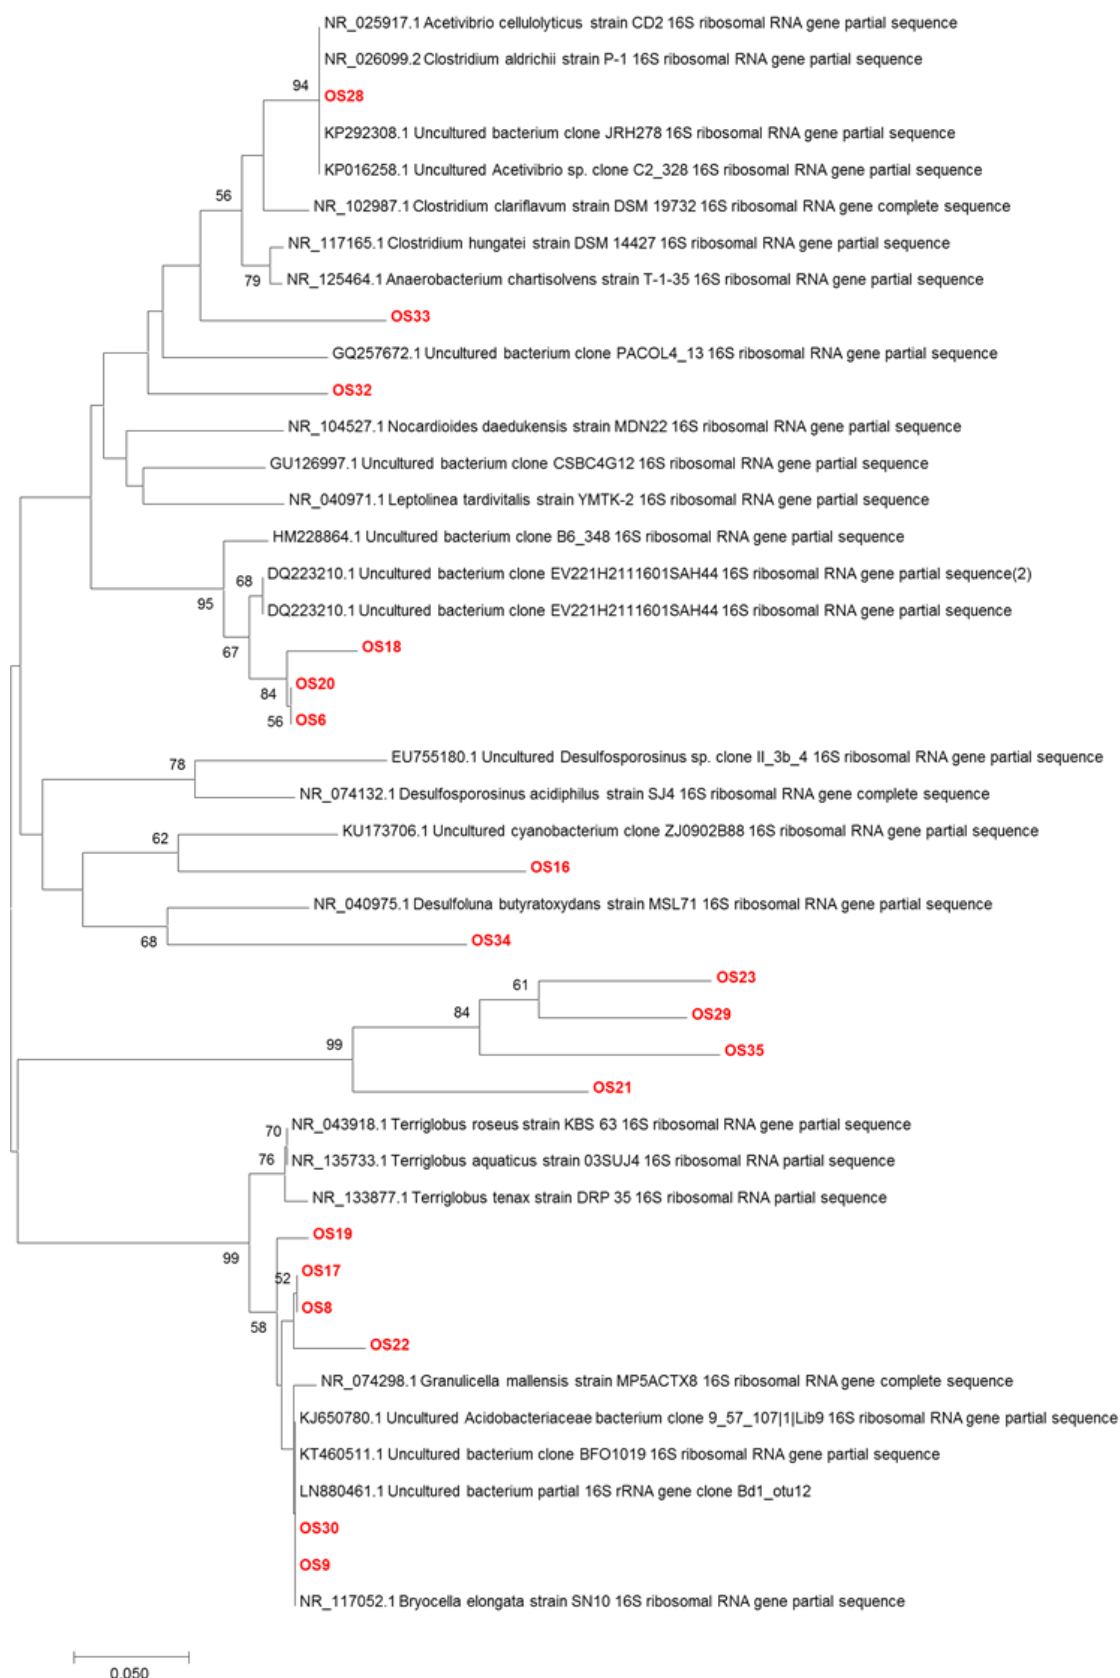 NR_025917.1 Acetivibrio cellulolyticus strain CD2 16S ribosomal RNA gene partial sequence
NR_026099.2 Clostridium aldrichii strain P-1 16S ribosomal RNA gene partial sequence
94
OS28
KP292308.1 Uncultured bacterium clone JRH278 16S ribosomal RNA gene partial sequence
KP016258.1 Uncultured Acetivibrio sp. clone C2_328 16S ribosomal RNA gene partial sequence
56
NR_102987.1 Clostridium clariflavum strain DSM 19732 16S ribosomal RNA gene complete sequence
NR_117165.1 Clostridium hungatei strain DSM 14427 16S ribosomal RNA gene partial sequence
79
NR_125464.1 Anaerobacterium chartisolvens strain T-1-35 16S ribosomal RNA gene partial sequence
OS33
GQ257672.1 Uncultured bacterium clone PACOL4_13 16S ribosomal RNA gene partial sequence
OS32
NR_104527.1 Nocardioides daedukensis strain MDN22 16S ribosomal RNA gene partial sequence
GU126997.1 Uncultured bacterium clone CSBC4G12 16S ribosomal RNA gene partial sequence
NR_040971.1 Leptolinea tardivitalis strain YMTK-2 16S ribosomal RNA gene partial sequence
HM228864.1 Uncultured bacterium clone B6_348 16S ribosomal RNA gene partial sequence
68
DQ223210.1 Uncultured bacterium clone EV221H2111601SAH44 16S ribosomal RNA gene partial sequence(2)
95
DQ223210.1 Uncultured bacterium clone EV221H2111601SAH44 16S ribosomal RNA gene partial sequence
67
OS18
84
OS20
56
OS6
78
EU755180.1 Uncultured Desulfosporosinus sp. clone II_3b_4 16S ribosomal RNA gene partial sequence
NR_074132.1 Desulfosporosinus acidiphilus strain SJ4 16S ribosomal RNA gene complete sequence
62
KU173706.1 Uncultured cyanobacterium clone ZJ0902B88 16S ribosomal RNA gene partial sequence
OS16
NR_040975.1 Desulfoluna butyratoxydans strain MSL71 16S ribosomal RNA gene partial sequence
68
OS34
61
OS23
84
OS29
99
OS35
OS21
70
NR_043918.1 Terriglobus roseus strain KBS 63 16S ribosomal RNA gene partial sequence
76
NR_135733.1 Terriglobus aquaticus strain 03SUJ4 16S ribosomal RNA partial sequence
NR_133877.1 Terriglobus tenax strain DRP 35 16S ribosomal RNA partial sequence
99
OS19
52
OS17
58
OS8
OS22
NR_074298.1 Granulicella mallensis strain MP5ACTX8 16S ribosomal RNA gene complete sequence
KJ650780.1 Uncultured Acidobacteriaceae bacterium clone 9_57_107|1|Lib9 16S ribosomal RNA gene partial sequence
KT460511.1 Uncultured bacterium clone BFO1019 16S ribosomal RNA gene partial sequence
LN880461.1 Uncultured bacterium partial 16S rRNA gene clone Bd1_otu12
OS30
OS9
NR_117052.1 Bryocella elongata strain SN10 16S ribosomal RNA gene partial sequence
0.050